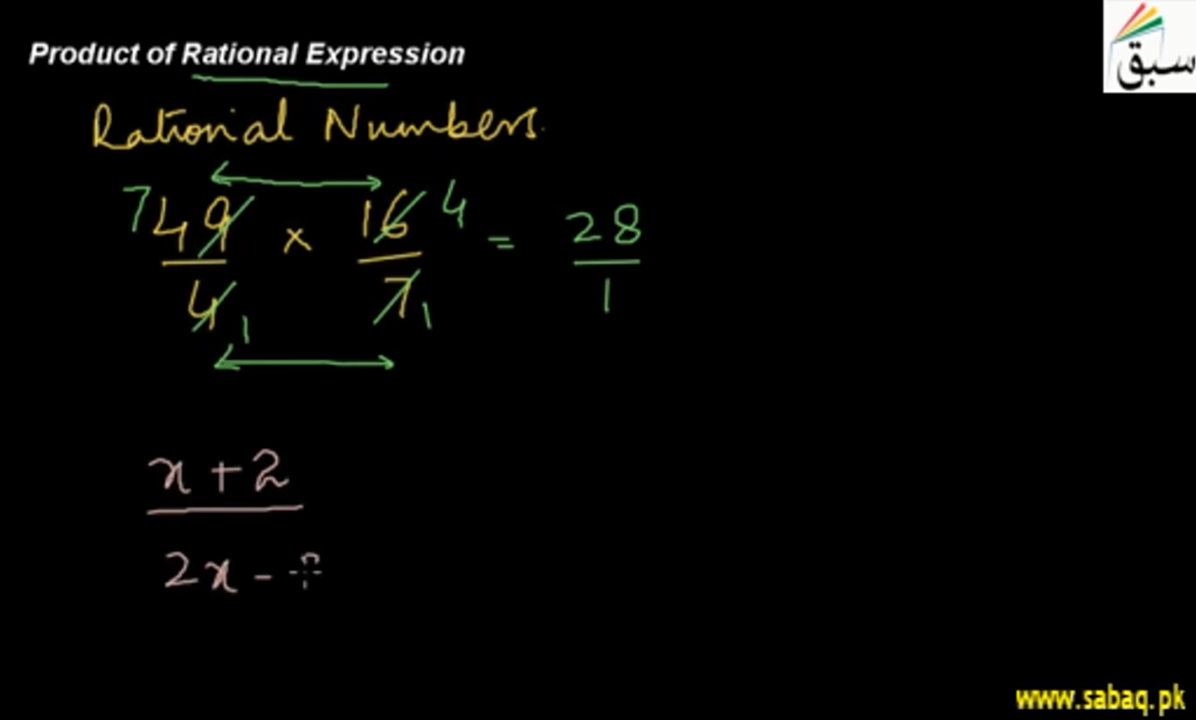 سبق
Product of Rational Expression
Rational Numbers.
7 49/4 1 × 16 4/7 1 = 28/1
x + 2
2x -
www.sabaq.pk